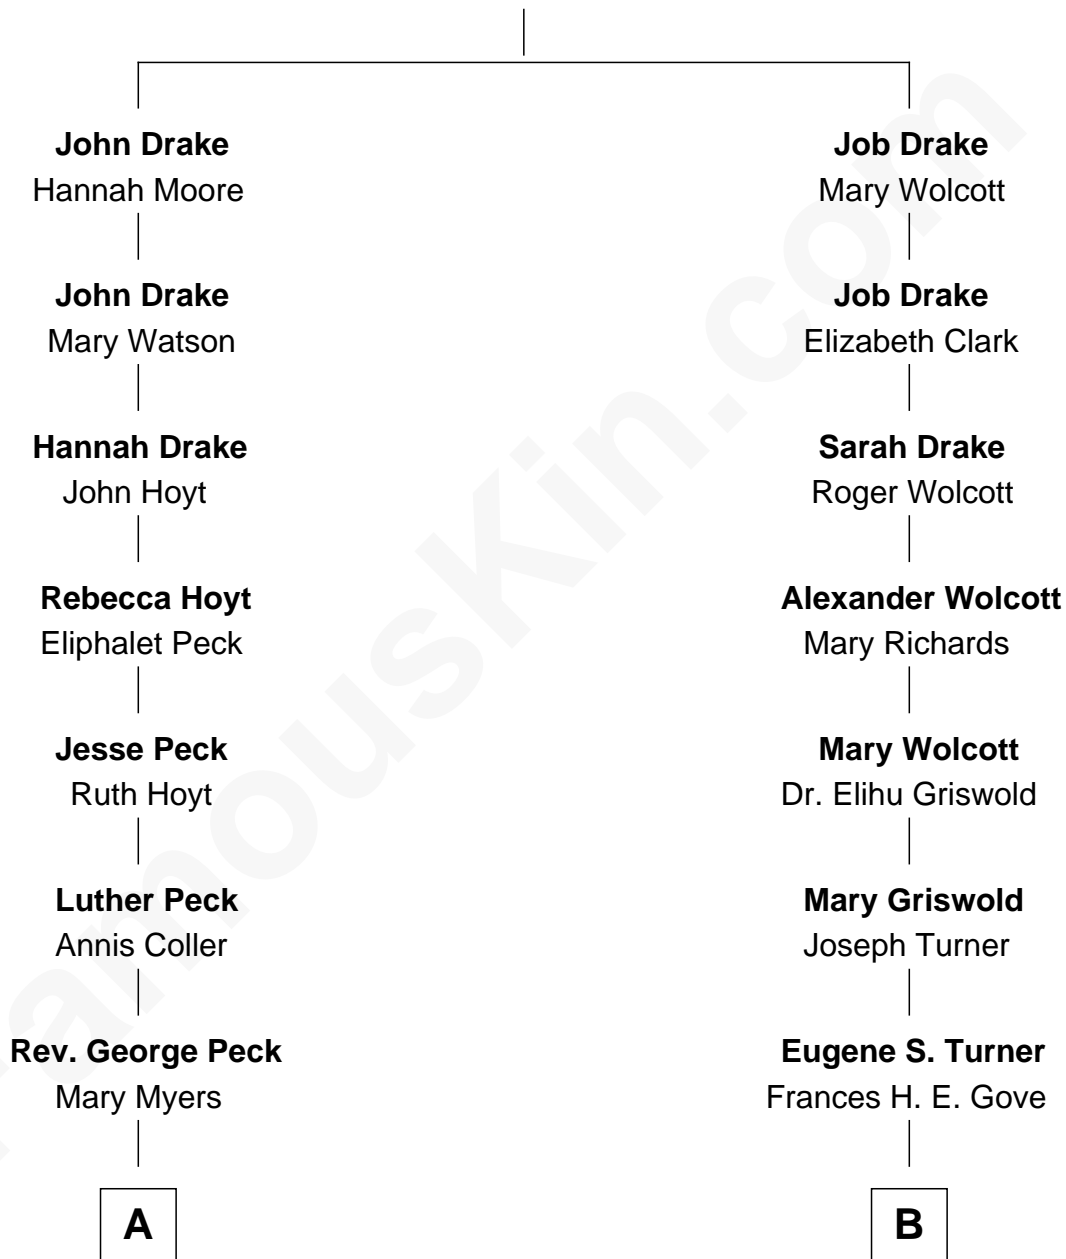 John Drake
Hannah Moore
John Drake
Mary Watson
Hannah Drake
John Hoyt
Rebecca Hoyt
Eliphalet Peck
Jesse Peck
Ruth Hoyt
Luther Peck
Annis Coller
Rev. George Peck
Mary Myers
A
Job Drake
Mary Wolcott
Job Drake
Elizabeth Clark
Sarah Drake
Roger Wolcott
Alexander Wolcott
Mary Richards
Mary Wolcott
Dr. Elihu Griswold
Mary Griswold
Joseph Turner
Eugene S. Turner
Frances H. E. Gove
B
FamousKin.com